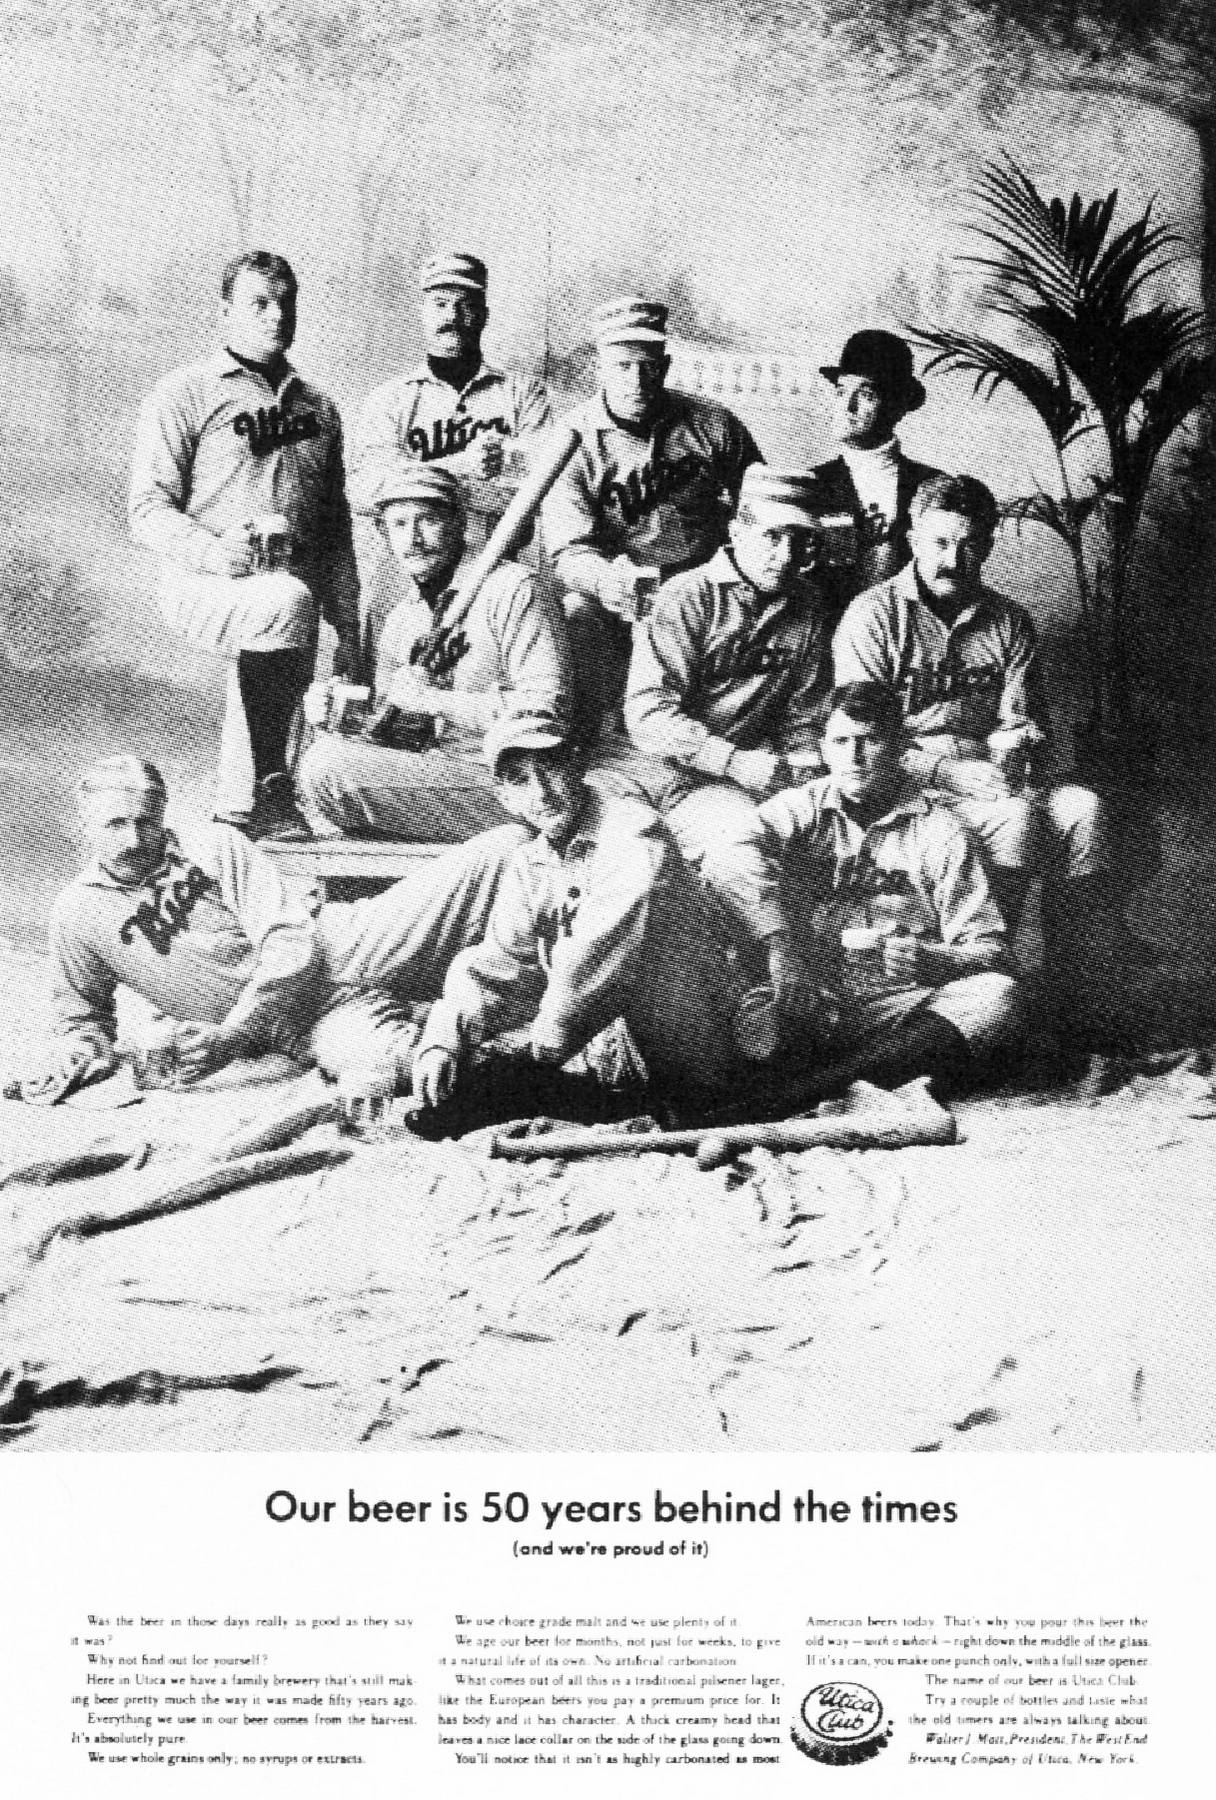 Utica
Utica
Utica
Utica
Utica
Utica
Utica
Utica
Our beer is 50 years behind the times
(and we're proud of it)
Was the beer in those days really as good as they say
it was?
Why not find out for yourself?
Here in Utica we have a family brewery that's still mak-
ing beer pretty much the way it was made fifty years ago.
Everything we use in our beer comes from the harvest.
It's absolutely pure.
We use whole grains only; no syrups or extracts.
We use choice grade malt and we use plenty of it.
We age our beer for months, not just for weeks, to give
it a natural life of its own. No artificial carbonation.
What comes out of all this is a traditional pilsener lager,
like the European beers you pay a premium price for. It
has body and it has character. A thick creamy head that
leaves a nice lace collar on the side of the glass going down.
You'll notice that it isn't as highly carbonated as most
American beers today. That's why you pour this beer the
old way—with a whack—right down the middle of the glass.
If it's a can, you make one punch only, with a full size opener.
The name of our beer is Utica Club.
Try a couple of bottles and taste what
the old timers are always talking about.
Walter J. Matt, President, The West End
Brewing Company of Utica, New York.
Utica
Club